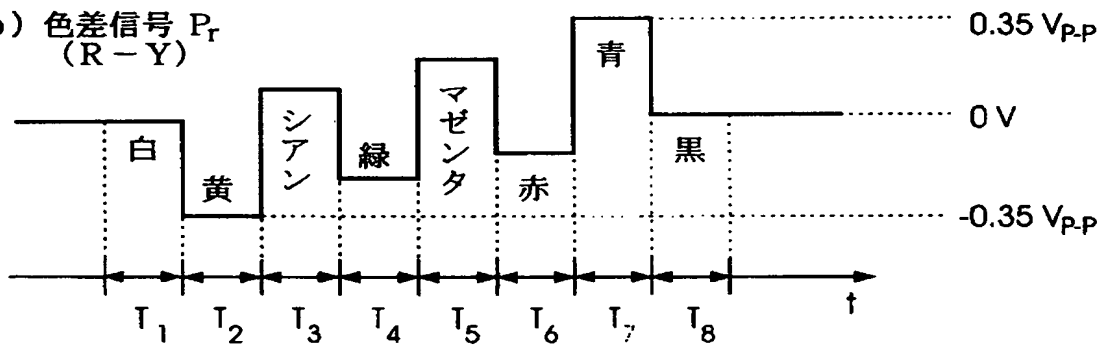 ) 色差信号 Pr
(R－Y)
0.35 VP-P
青
マゼンタ
シアン
0 V
白
緑
黒
黄
赤
-0.35 VP-P
t
T1 T2 T3 T4 T5 T6 T7 T8